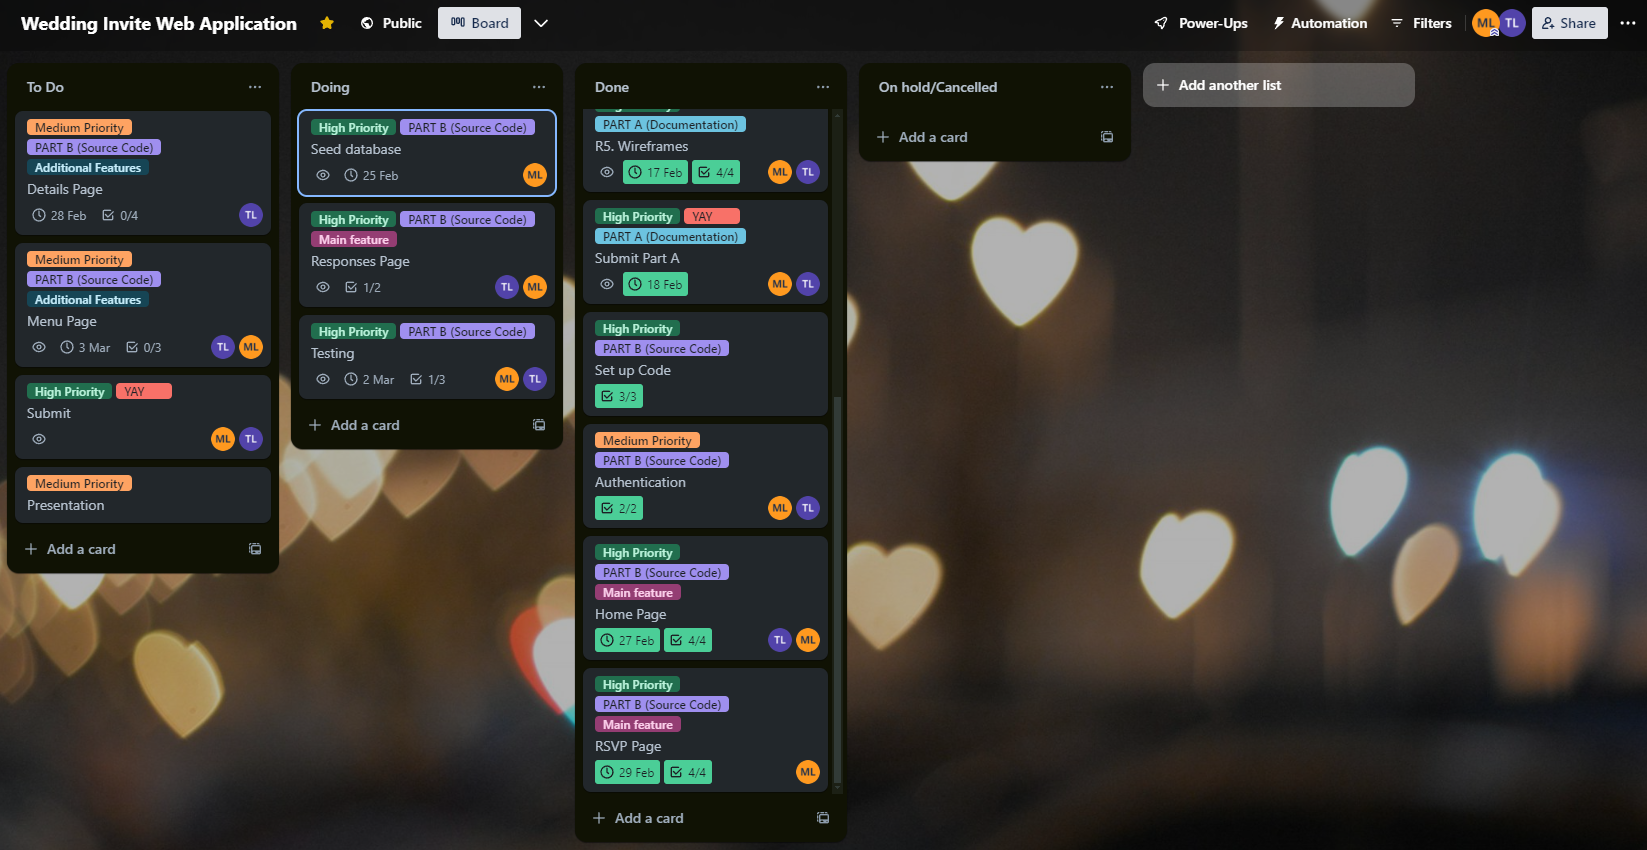 Wedding Invite Web Application
Public
Board
Power-Ups
Automation
Filters
ML
TL
Share
To Do
Medium Priority
PART B (Source Code)
Additional Features
Details Page
28 Feb 0/4 TL
Medium Priority
PART B (Source Code)
Additional Features
Menu Page
3 Mar 0/3 TL ML
High Priority YAY
Submit
ML TL
Medium Priority
Presentation
Add a card
Doing
High Priority PART B (Source Code)
Seed database
25 Feb ML
High Priority PART B (Source Code)
Main feature
Responses Page
1/2 TL ML
High Priority PART B (Source Code)
Testing
2 Mar 1/3 ML TL
Add a card
Done
PART A (Documentation)
R5. Wireframes
17 Feb 4/4 ML TL
High Priority YAY
PART A (Documentation)
Submit Part A
18 Feb ML TL
High Priority
PART B (Source Code)
Set up Code
3/3
Medium Priority
PART B (Source Code)
Authentication
2/2 ML TL
High Priority
PART B (Source Code)
Main feature
Home Page
27 Feb 4/4 TL ML
High Priority
PART B (Source Code)
Main feature
RSVP Page
29 Feb 4/4 ML
Add a card
On hold/Cancelled
Add a card
Add another list